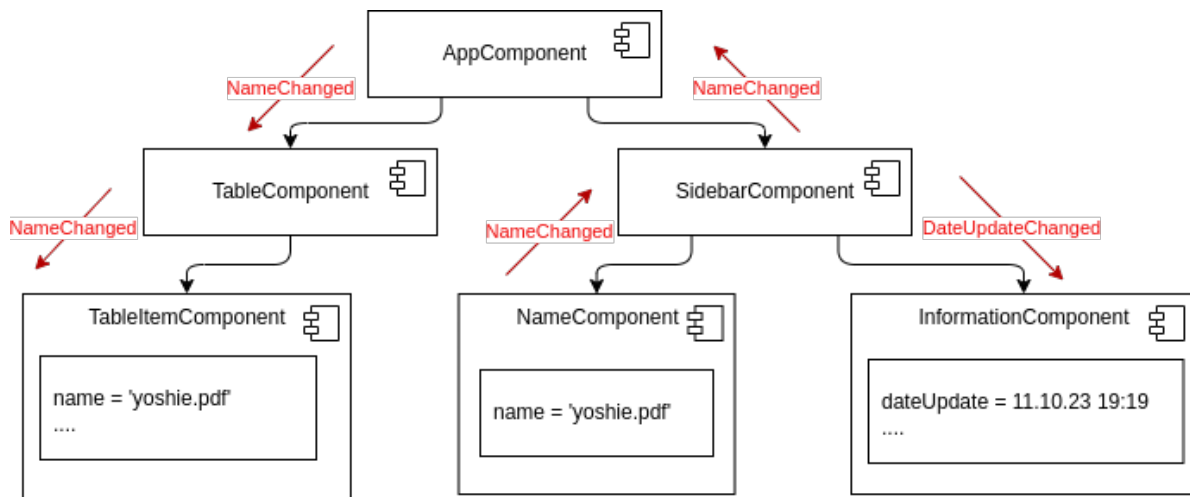 AppComponent
NameChanged
NameChanged
TableComponent
SidebarComponent
NameChanged
NameChanged
DateUpdateChanged
TableItemComponent
NameComponent
InformationComponent
name = 'yoshie.pdf'
....
name = 'yoshie.pdf'
dateUpdate = 11.10.23 19:19
....